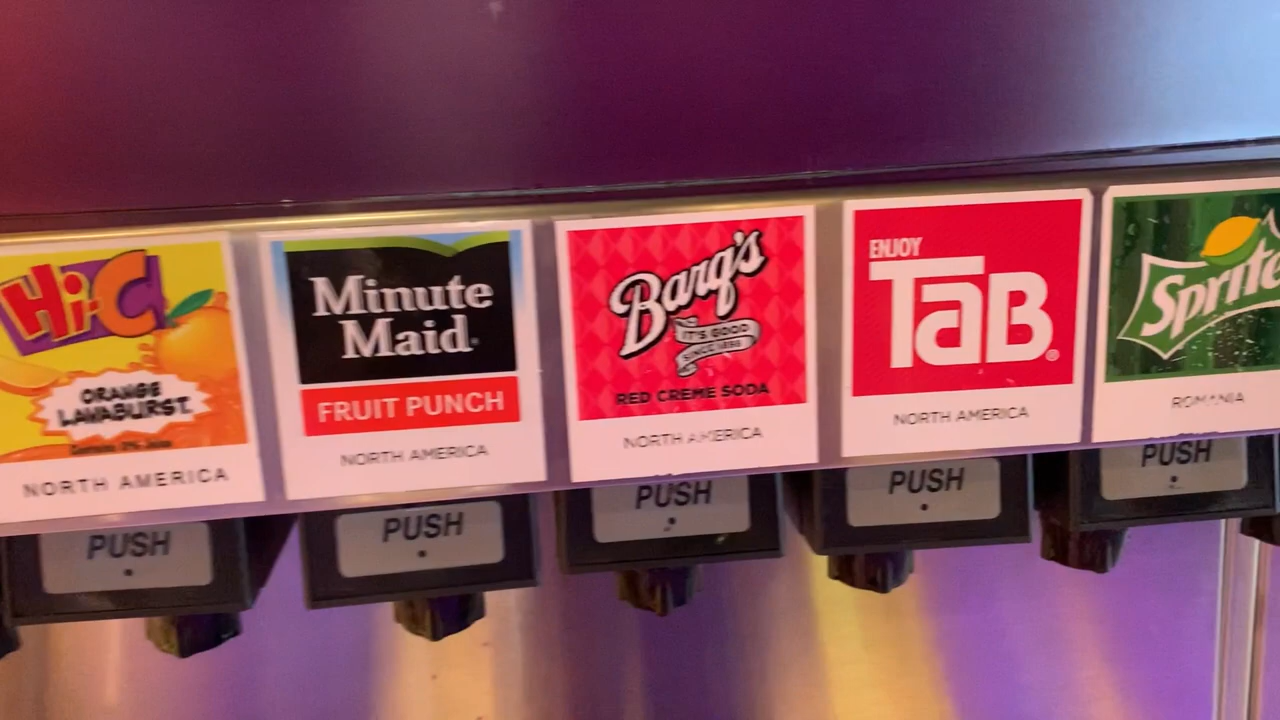 Hi-C
ORANGE
LAVABURST
NORTH AMERICA
PUSH
Minute
Maid
FRUIT PUNCH
NORTH AMERICA
PUSH
Barq's
IT'S GOOD
SINCE 1898
RED CREME SODA
NORTH AMERICA
PUSH
ENJOY
TaB®
NORTH AMERICA
PUSH
Sprite
ROMANIA
PUSH